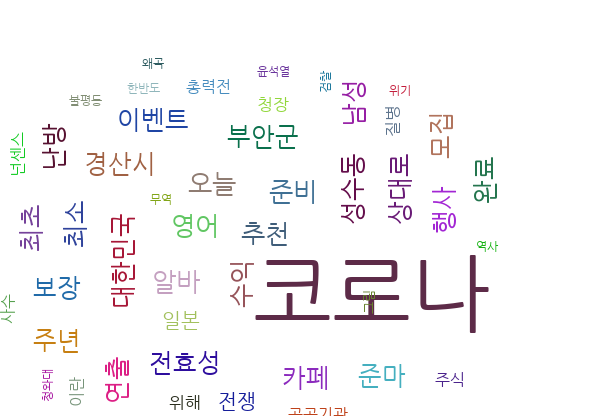 왜곡
윤석열
검찰
한반도
총력전
위기
불평등
청장
남성
이벤트
질병
모집
넌센스
난방
부안군
경산시
오늘
준비
성수동
상대로
완료
무역
행사
최초
최소
대한민국
영어
추천
역사
보장
알바
수익
코로나
사수
일본
주년
전효성
연출
카페
준마
주식
청와대
이란
위해
전쟁
공공기관